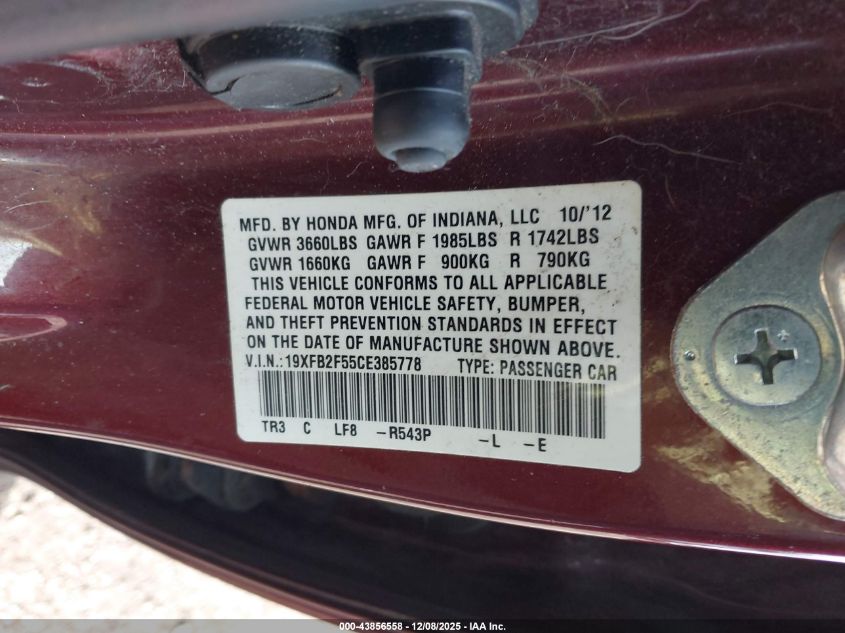 MFD. BY HONDA MFG. OF INDIANA, LLC 10/'12
GVWR 3660LBS GAWR F 1985LBS R 1742LBS
GVWR 1660KG GAWR F 900KG R 790KG
THIS VEHICLE CONFORMS TO ALL APPLICABLE
FEDERAL MOTOR VEHICLE SAFETY, BUMPER,
AND THEFT PREVENTION STANDARDS IN EFFECT
ON THE DATE OF MANUFACTURE SHOWN ABOVE.
V.I.N.:19XFB2F55CE385778 TYPE: PASSENGER CAR
TR3 C LF8 -R543P -L -E
000-43856558 - 12/08/2025 - IAA Inc.